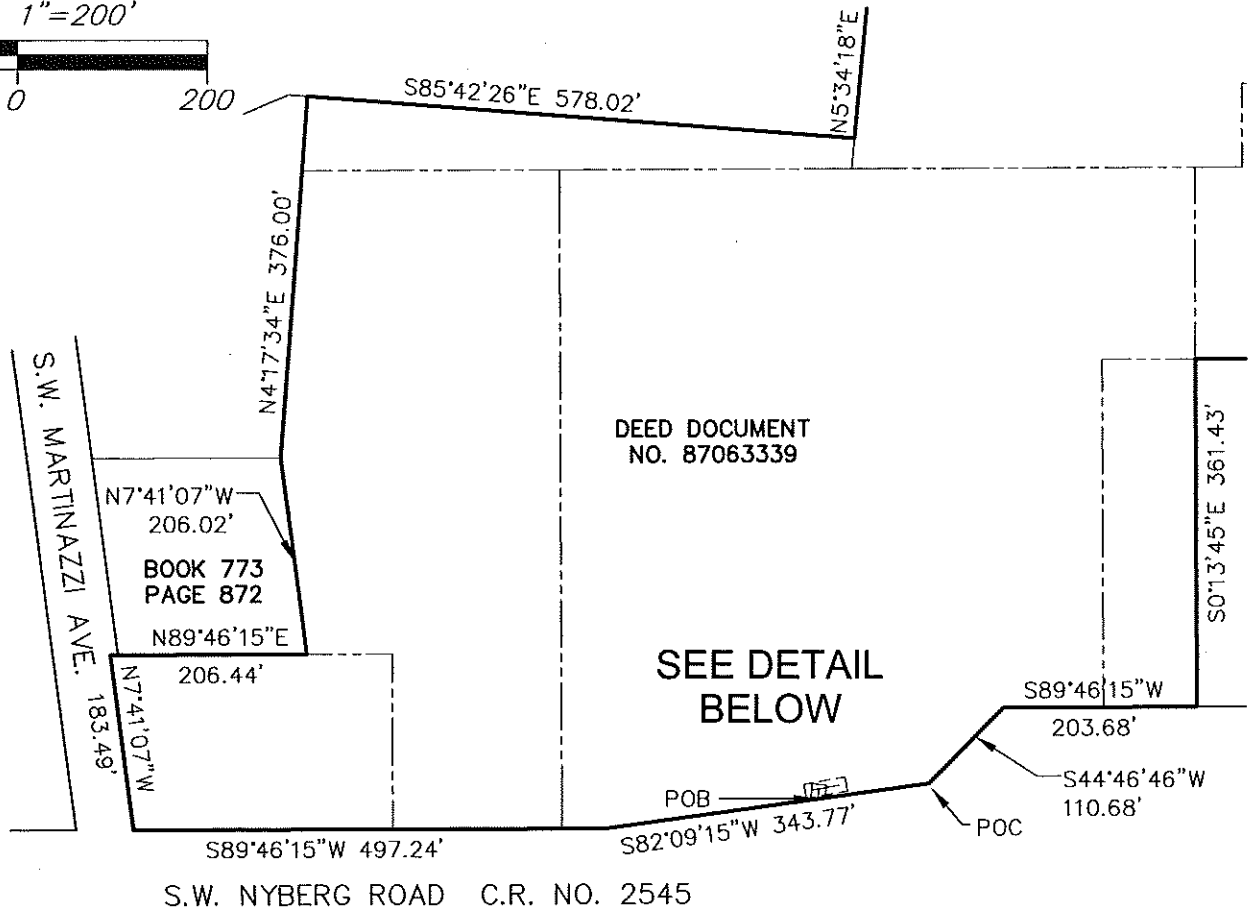 1"=200'
0 200
S85°42'26"E 578.02'
N5°34'18"E
N4°17'34"E 376.00'
S.W. MARTINAZZI AVE.
N7°41'07"W
206.02'
BOOK 773
PAGE 872
N89°46'15"E
206.44'
N7°41'07"W
183.49'
DEED DOCUMENT
NO. 87063339
S0°13'45"E 361.43'
SEE DETAIL
BELOW
S89°46'15"W
203.68'
S44°46'46"W
110.68'
POB
POC
S82°09'15"W 343.77'
S89°46'15"W 497.24'
S.W. NYBERG ROAD C.R. NO. 2545